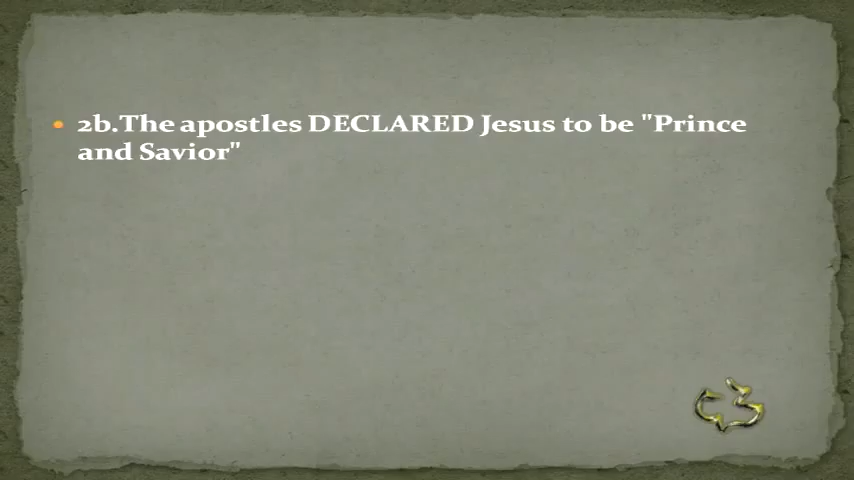 2b.The apostles DECLARED Jesus to be "Prince
and Savior"